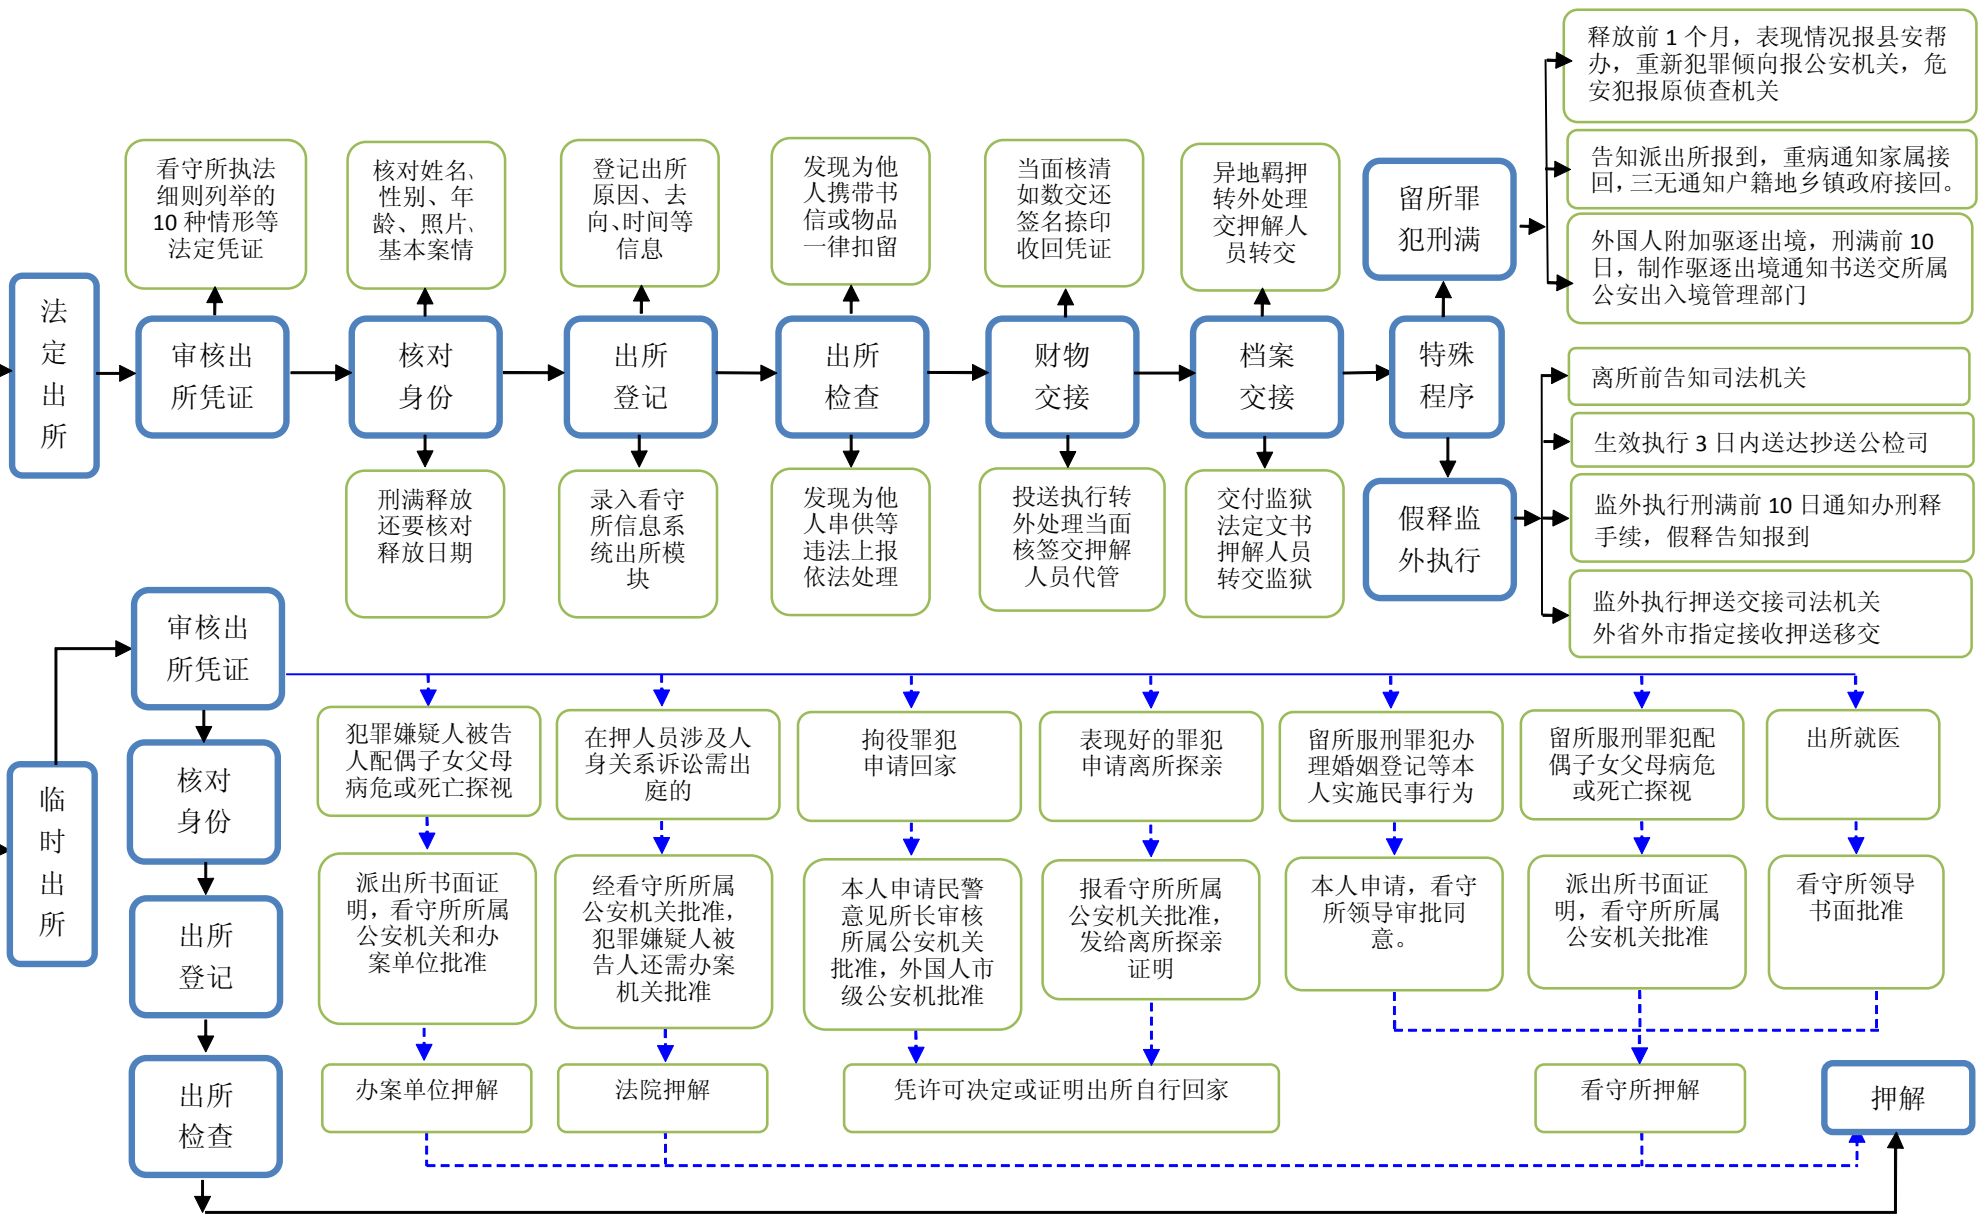 法
定
出
所
看守所执法
细则列举的
10 种情形等
法定凭证
审核出
所凭证
核对姓名、
性别、年
龄、照片、
基本案情
核对
身份
刑满释放
还要核对
释放日期
登记出所
原因、去
向、时间等
信息
出所
登记
录入看守
所信息系
统出所模
块
发现为他
人携带书
信或物品
一律扣留
出所
检查
发现为他
人串供等
违法上报
依法处理
当面核清
如数交还
签名捺印
收回凭证
财物
交接
投送执行转
外处理当面
核签交押解
人员代管
异地羁押
转外处理
交押解人
员转交
档案
交接
交付监狱
法定文书
押解人员
转交监狱
特殊
程序
留所罪
犯刑满
释放前 1 个月，表现情况报县安帮
办，重新犯罪倾向报公安机关，危
安犯报原侦查机关
告知派出所报到，重病通知家属接
回，三无通知户籍地乡镇政府接回。
外国人附加驱逐出境，刑满前 10
日，制作驱逐出境通知书送交所属
公安出入境管理部门
假释监
外执行
离所前告知司法机关
生效执行 3 日内送达抄送公检司
监外执行刑满前 10 日通知办刑释
手续，假释告知报到
监外执行押送交接司法机关
外省外市指定接收押送移交
临
时
出
所
审核出
所凭证
核对
身份
出所
登记
出所
检查
犯罪嫌疑人被告
人配偶子女父母
病危或死亡探视
派出所书面证
明，看守所所属
公安机关和办
案单位批准
办案单位押解
在押人员涉及人
身关系诉讼需出
庭的
经看守所所属
公安机关批准，
犯罪嫌疑人被
告人还需办案
机关批准
法院押解
拘役罪犯
申请回家
本人申请民警
意见所长审核
所属公安机关
批准，外国人市
级公安机批准
表现好的罪犯
申请离所探亲
报看守所所属
公安机关批准，
发给离所探亲
证明
凭许可决定或证明出所自行回家
留所服刑罪犯办
理婚姻登记等本
人实施民事行为
本人申请，看守
所领导审批同
意。
留所服刑罪犯配
偶子女父母病危
或死亡探视
派出所书面证
明，看守所所属
公安机关批准
出所就医
看守所领导
书面批准
看守所押解
押解